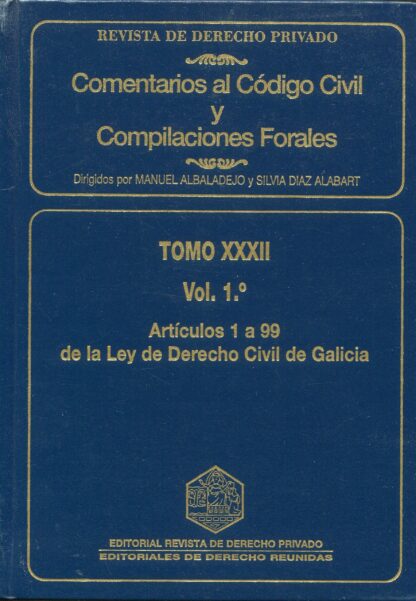 REVISTA DE DERECHO PRIVADO
Comentarios al Código Civil
y
Compilaciones Forales
Dirigidos por MANUEL ALBALADEJO y SILVIA DIAZ ALABART
TOMO XXXII
Vol. 1.º
Artículos 1 a 99
de la Ley de Derecho Civil de Galicia
EDITORIAL REVISTA DE DERECHO PRIVADO
EDITORIALES DE DERECHO REUNIDAS